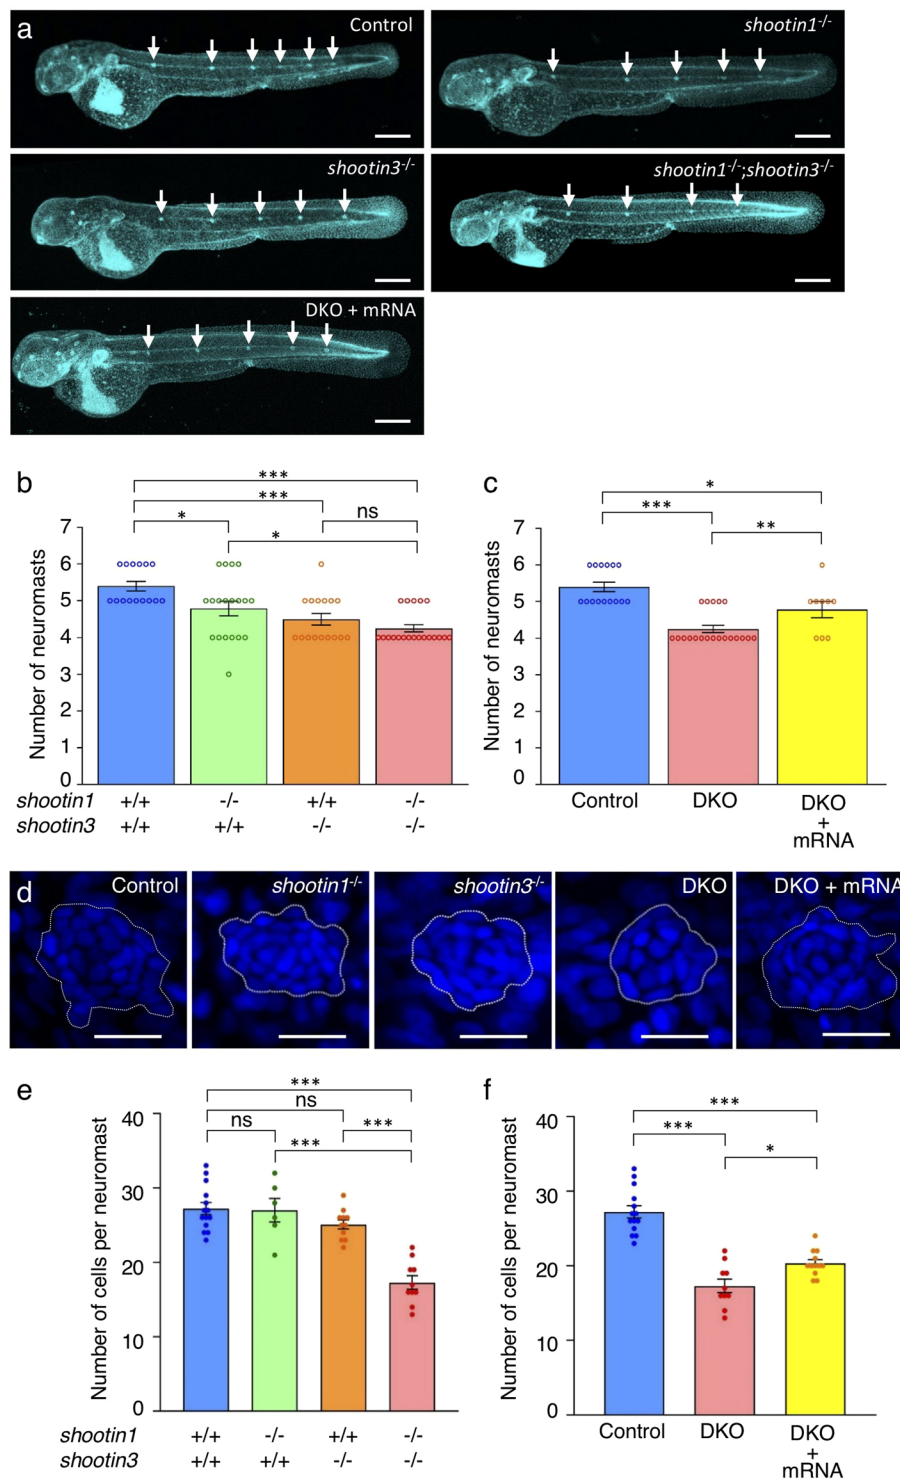 a
Control
shootin1-/-
shootin3-/-
shootin1-/-;shootin3-/-
DKO + mRNA
b
***
***
*
ns
*
7
6
5
4
3
2
1
0
Number of neuromasts
shootin1 +/+ -/- +/+ -/-
shootin3 +/+ +/+ -/- -/-
c
*
***
**
7
6
5
4
3
2
1
0
Number of neuromasts
Control DKO DKO + mRNA
d
Control
shootin1-/-
shootin3-/-
DKO
DKO + mRNA
e
***
ns
ns
***
***
40
30
20
10
0
Number of cells per neuromast
shootin1 +/+ -/- +/+ -/-
shootin3 +/+ +/+ -/- -/-
f
***
***
*
40
30
20
10
0
Number of cells per neuromast
Control DKO DKO + mRNA